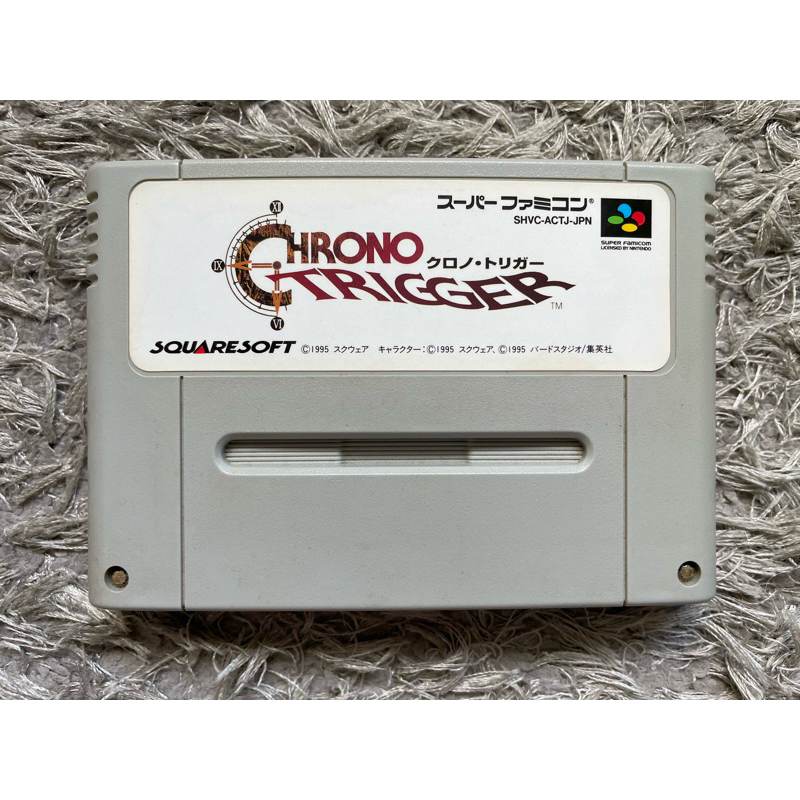 スーパーファミコン®
SHVC-ACTJ-JPN
SUPER FAMICOM
LICENSED BY NINTENDO
XII
IX
VI
CHRONO
クロノ・トリガー
TRIGGER™
SQUARESOFT ©1995 スクウェア キャラクター:©1995 スクウェア、©1995 バードスタジオ/集英社